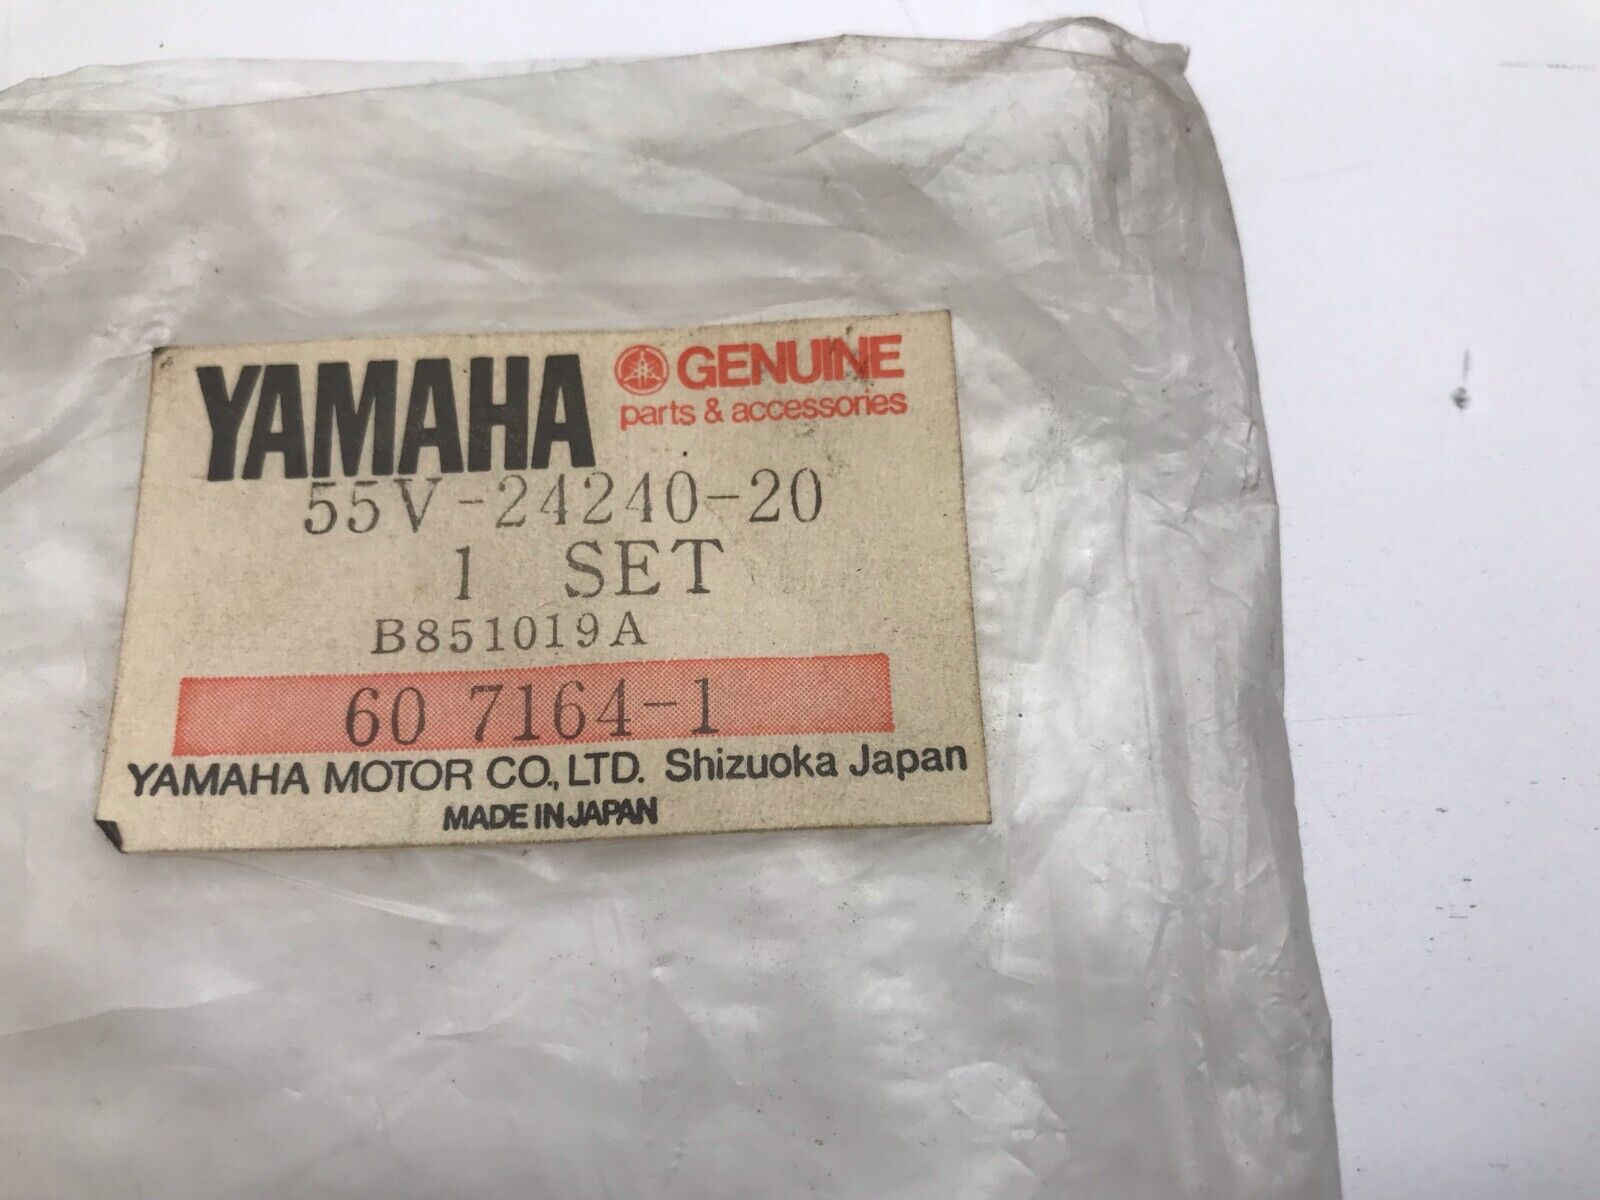 YAMAHA GENUINE
parts & accessories
55V-24240-20
1 SET
B851019A
60 7164-1
YAMAHA MOTOR CO., LTD. Shizuoka Japan
MADE IN JAPAN